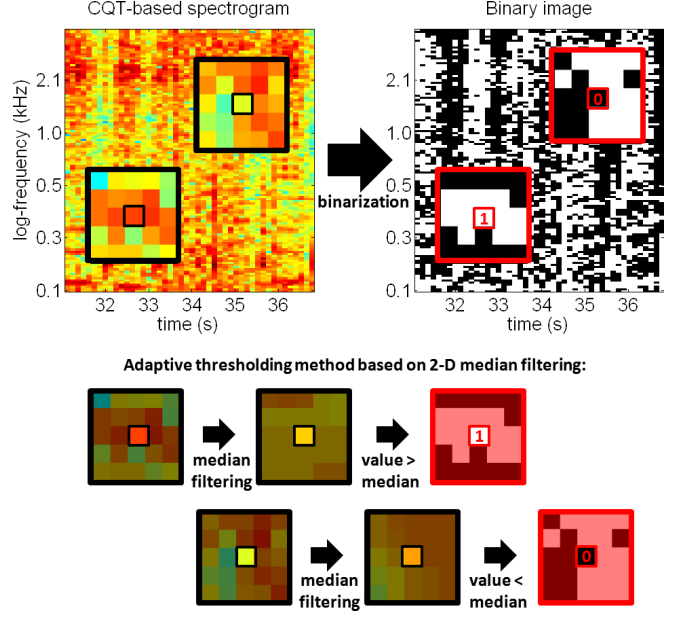 CQT-based spectrogram
Binary image
log-frequency (kHz)
2.1
1.0
0.5
0.3
0.1
32 33 34 35 36
time (s)
binarization
2.1
1.0
0.5
0.3
0.1
0
1
32 33 34 35 36
time (s)
Adaptive thresholding method based on 2-D median filtering:
median
filtering
value >
median
1
median
filtering
value <
median
0